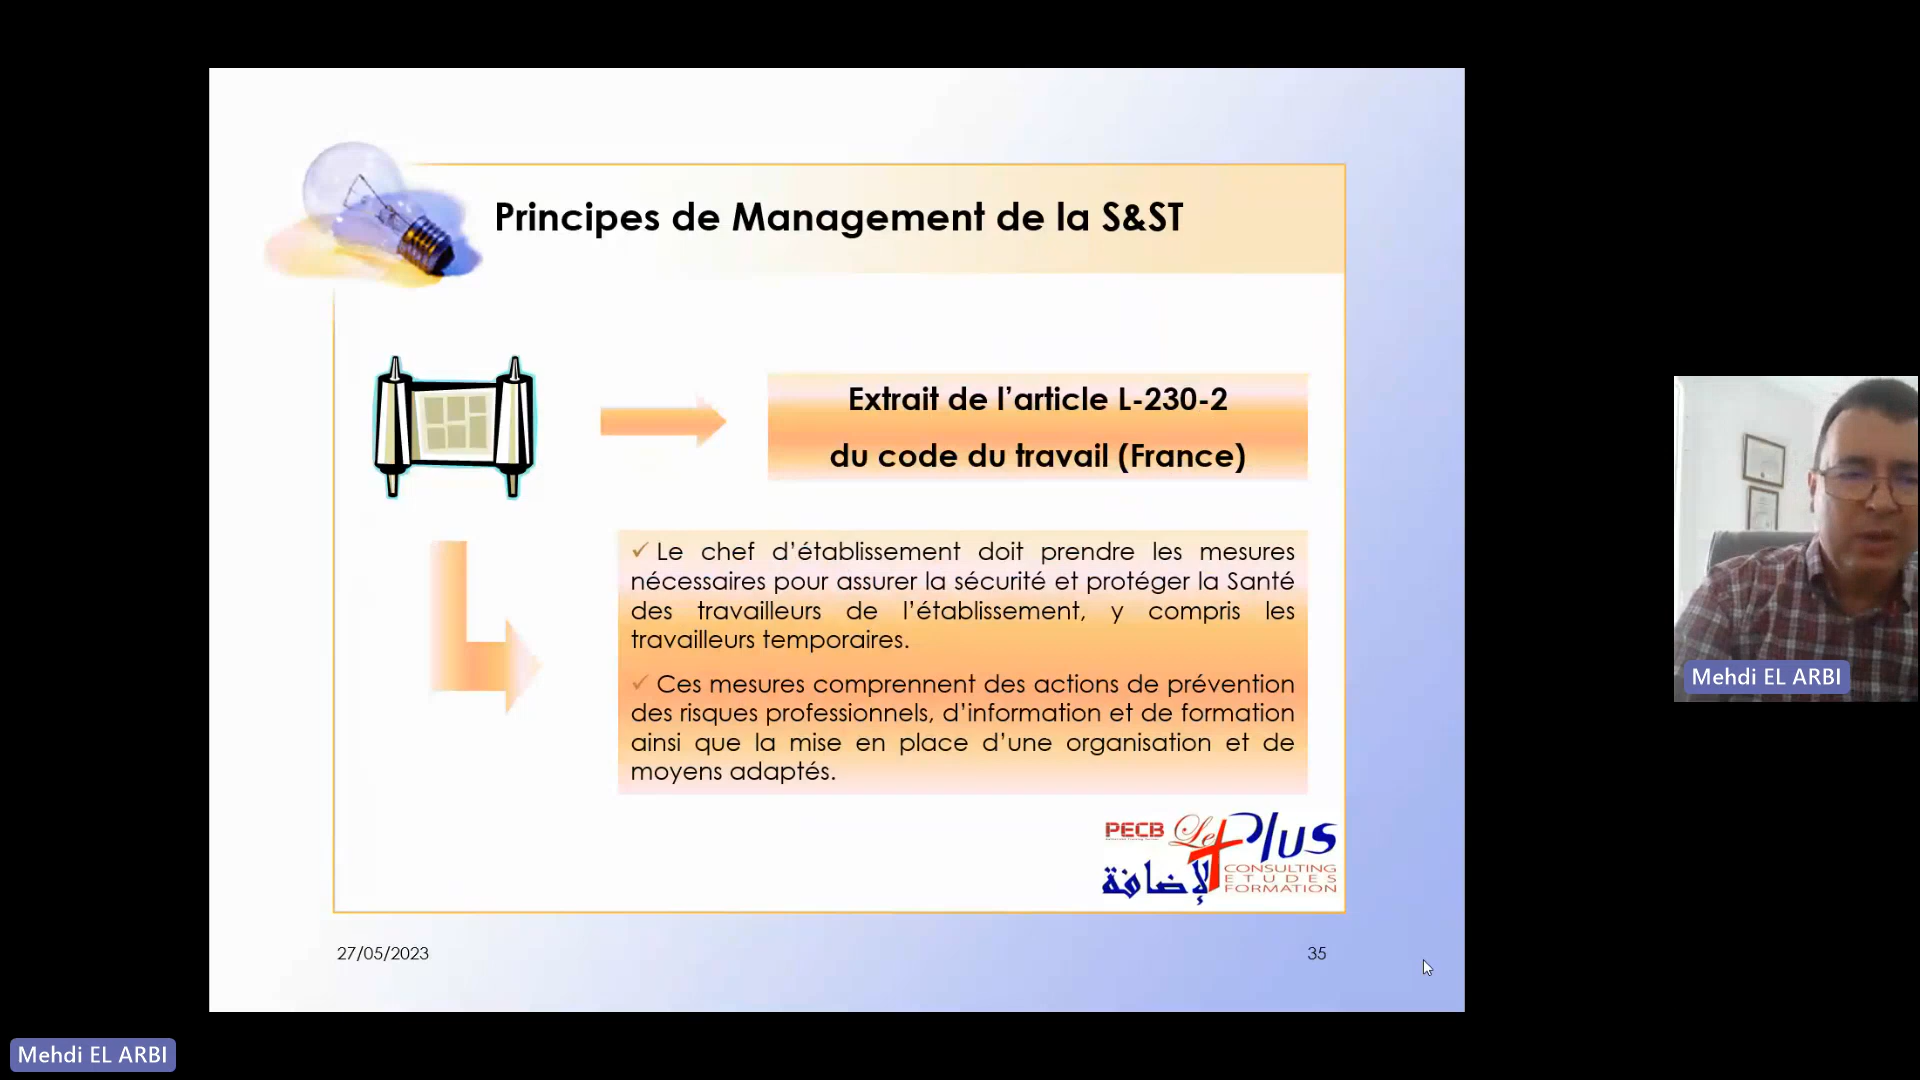 Principes de Management de la S&ST
Extrait de l’article L-230-2
du code du travail (France)
✓ Le chef d’établissement doit prendre les mesures
nécessaires pour assurer la sécurité et protéger la Santé
des travailleurs de l’établissement, y compris les
travailleurs temporaires.
✓ Ces mesures comprennent des actions de prévention
des risques professionnels, d’information et de formation
ainsi que la mise en place d’une organisation et de
moyens adaptés.
PECB Le Plus
الإضافة
CONSULTING
ETUDES
FORMATION
27/05/2023
35
Mehdi EL ARBI
Mehdi EL ARBI